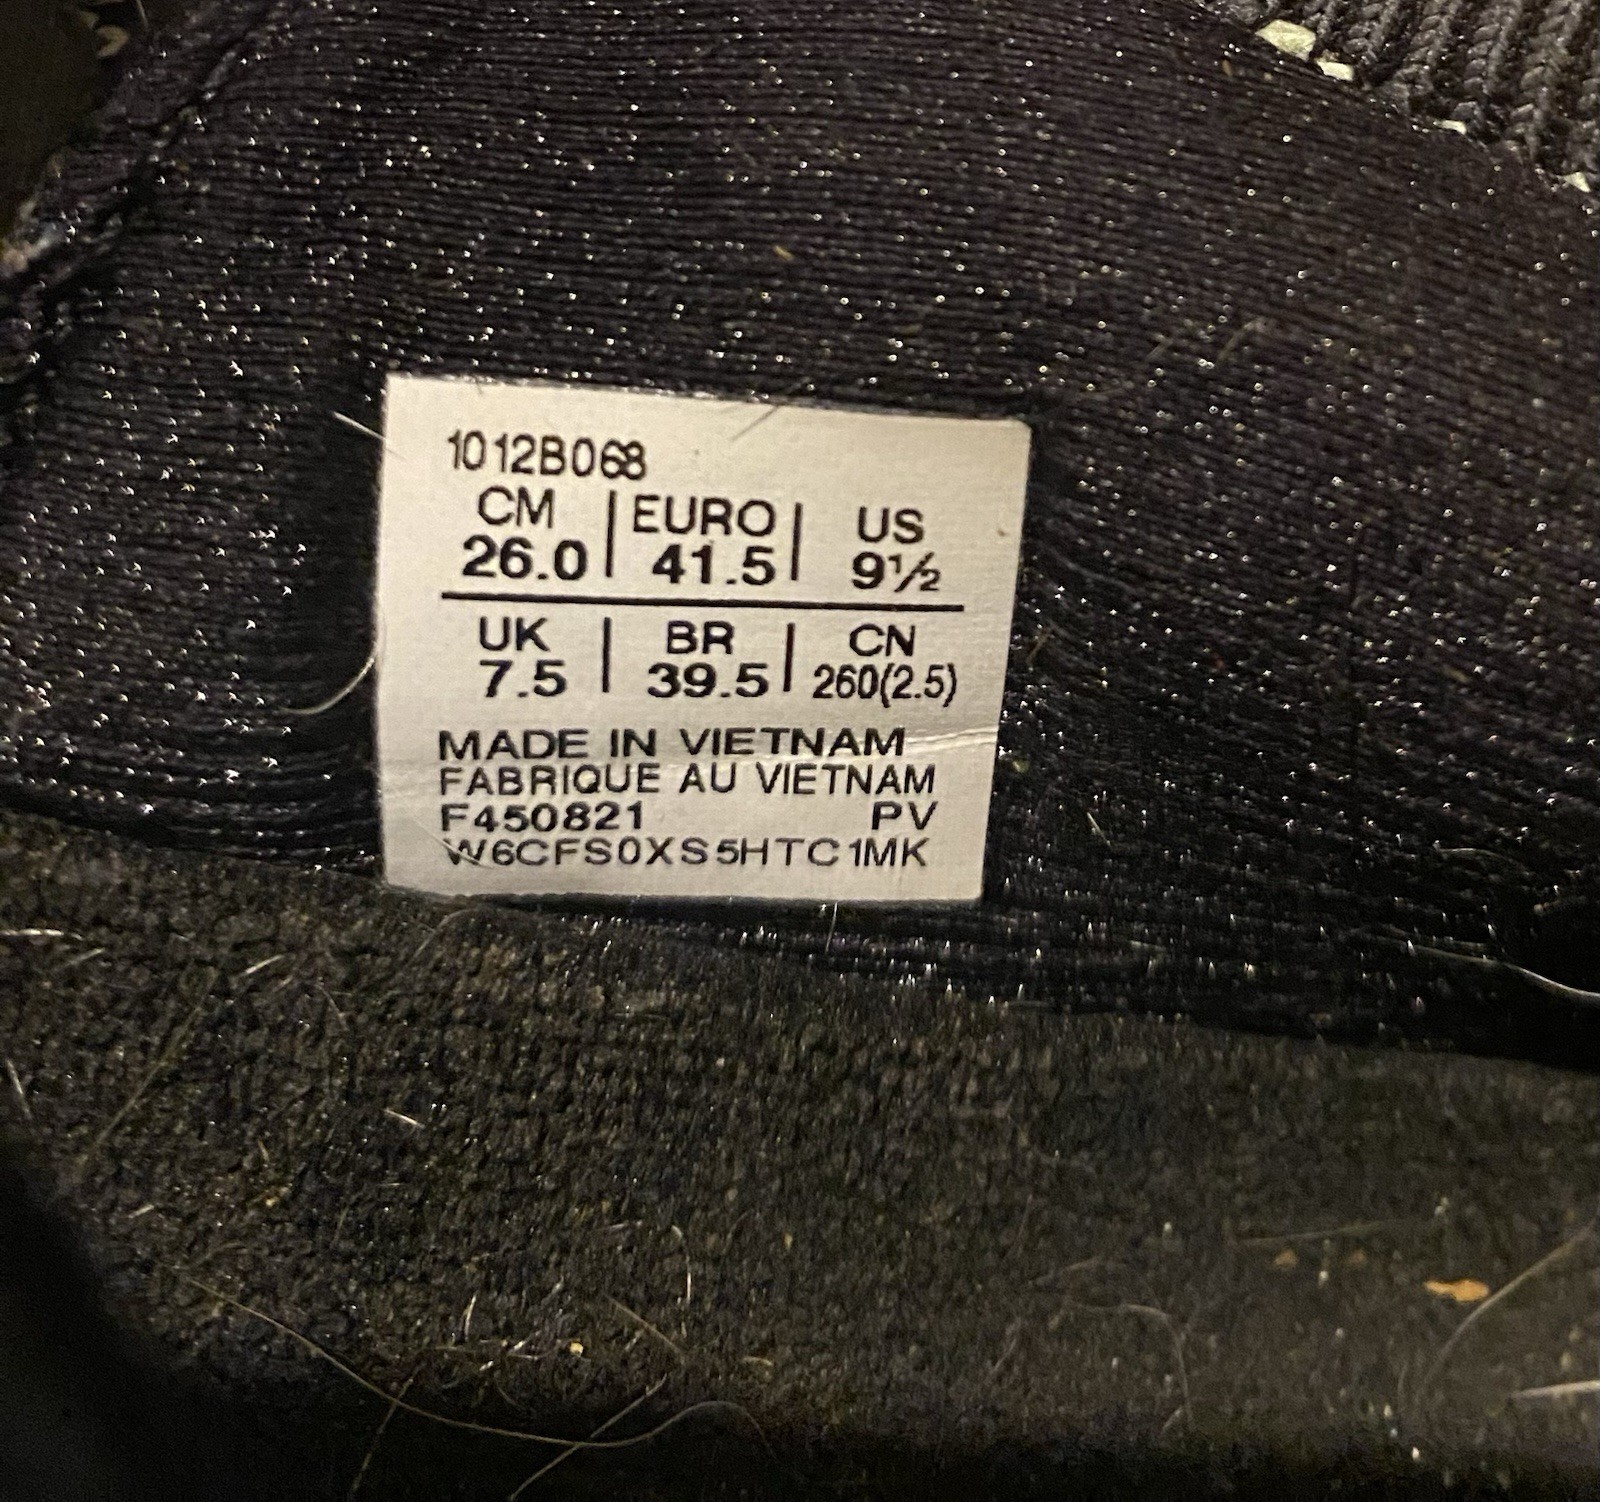 1012B068
CM | EURO | US
26.0 | 41.5 | 9½
UK | BR | CN
7.5 | 39.5 | 260(2.5)
MADE IN VIETNAM
FABRIQUE AU VIETNAM
F450821 PV
W6CFS0XS5HTC1MK